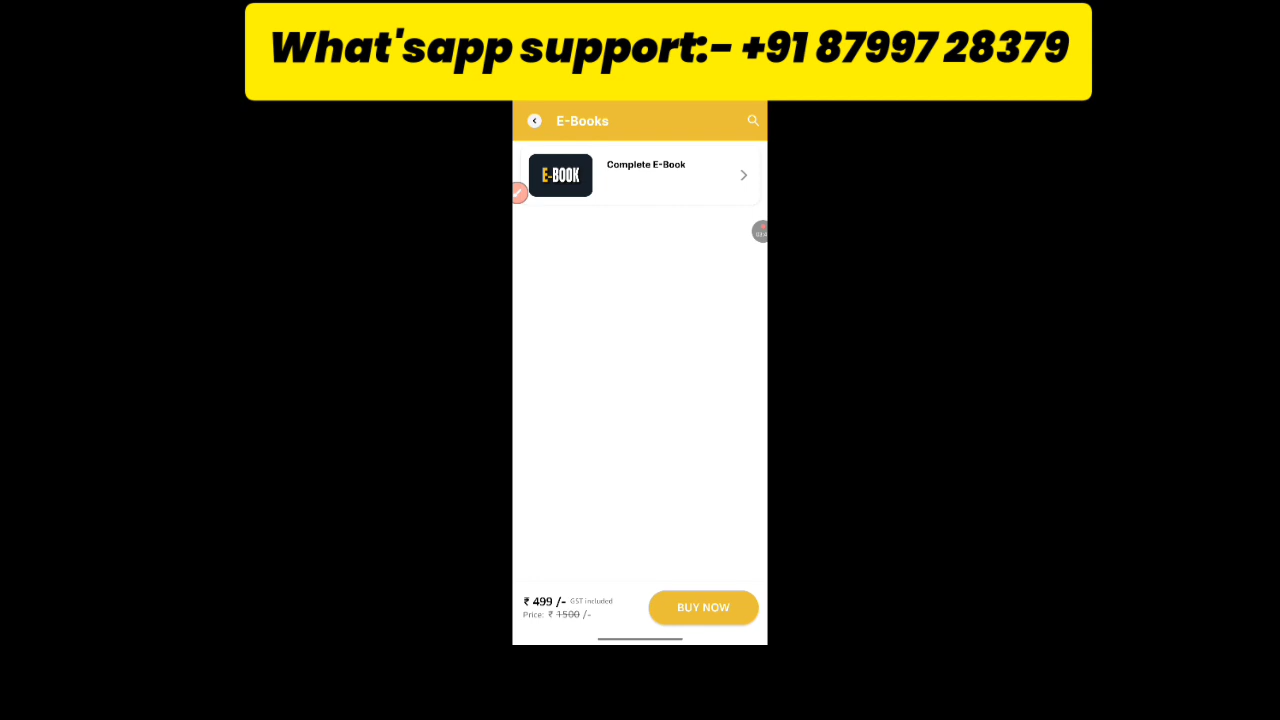 What'sapp support:- +91 87997 28379
E-Books
E-BOOK
Complete E-Book
₹ 499 /- GST included
Price: ₹ 1500 /-
BUY NOW